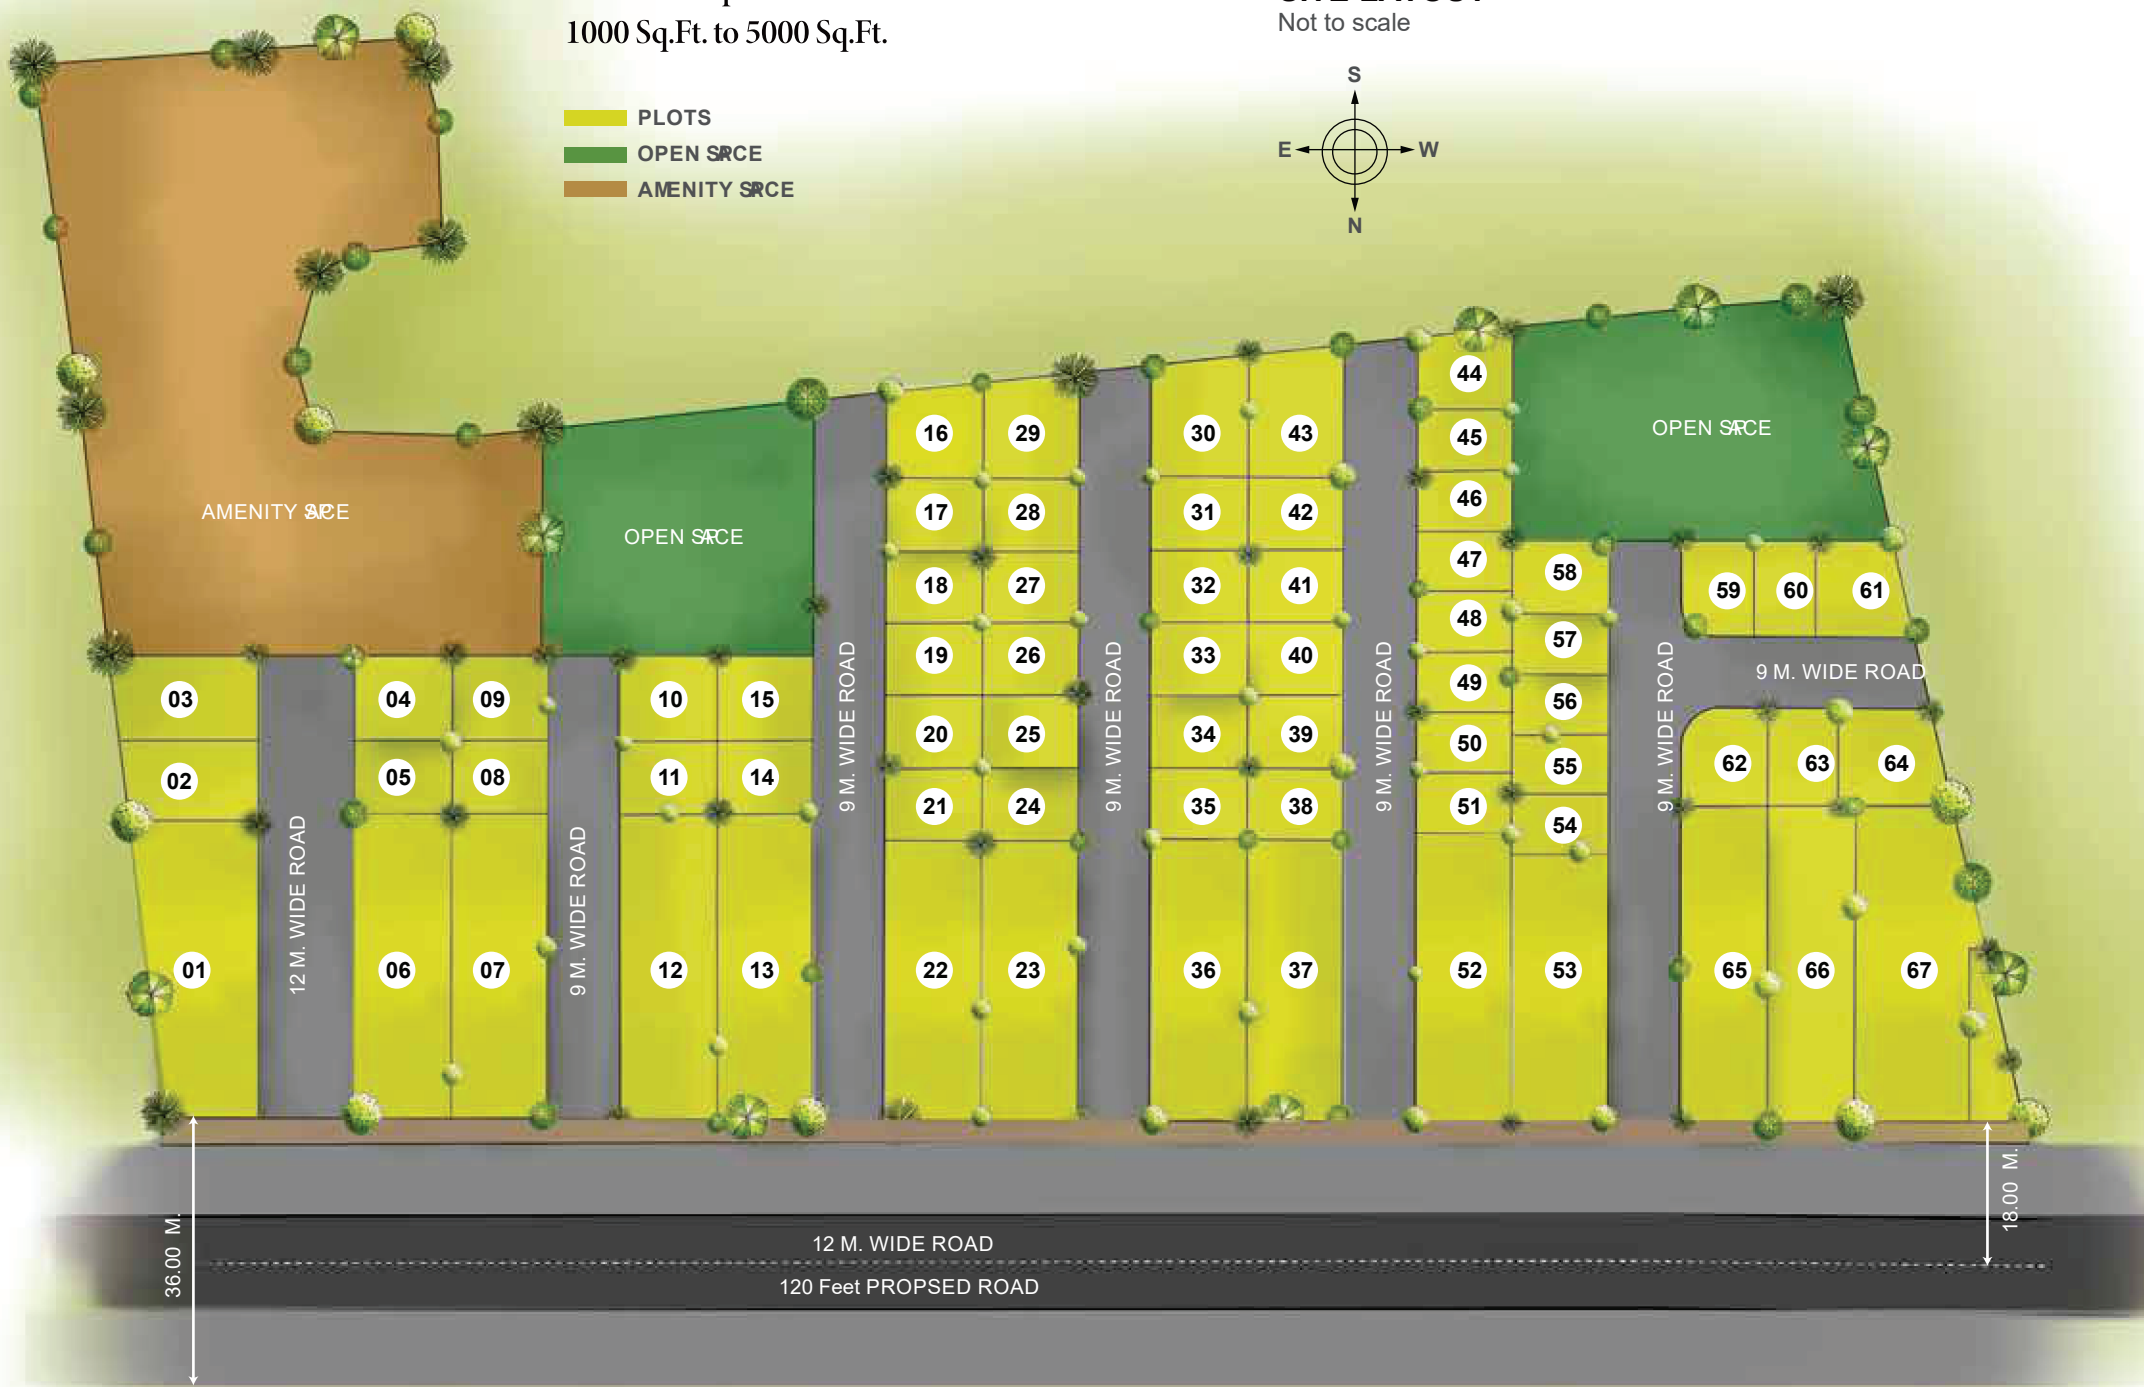 1000 Sq.Ft. to 5000 Sq.Ft.
Not to scale
S
E W
N
PLOTS
OPEN SPACE
AMENITY SPACE
AMENITY SPACE
OPEN SPACE
OPEN SPACE
16 29 30 43 44
45
17 28 31 42 46
18 27 32 41 47 58 59 60 61
19 26 33 40 48 57
9 M. WIDE ROAD
03 04 09 10 15 49 56
20 25 34 39 50
02 05 08 11 14 55 62 63 64
21 24 35 38 51 54
9 M. WIDE ROAD
9 M. WIDE ROAD
9 M. WIDE ROAD
9 M. WIDE ROAD
12 M. WIDE ROAD
9 M. WIDE ROAD
01 06 07 12 13 22 23 36 37 52 53 65 66 67
36.00 M.
18.00 M.
12 M. WIDE ROAD
120 Feet PROPSED ROAD